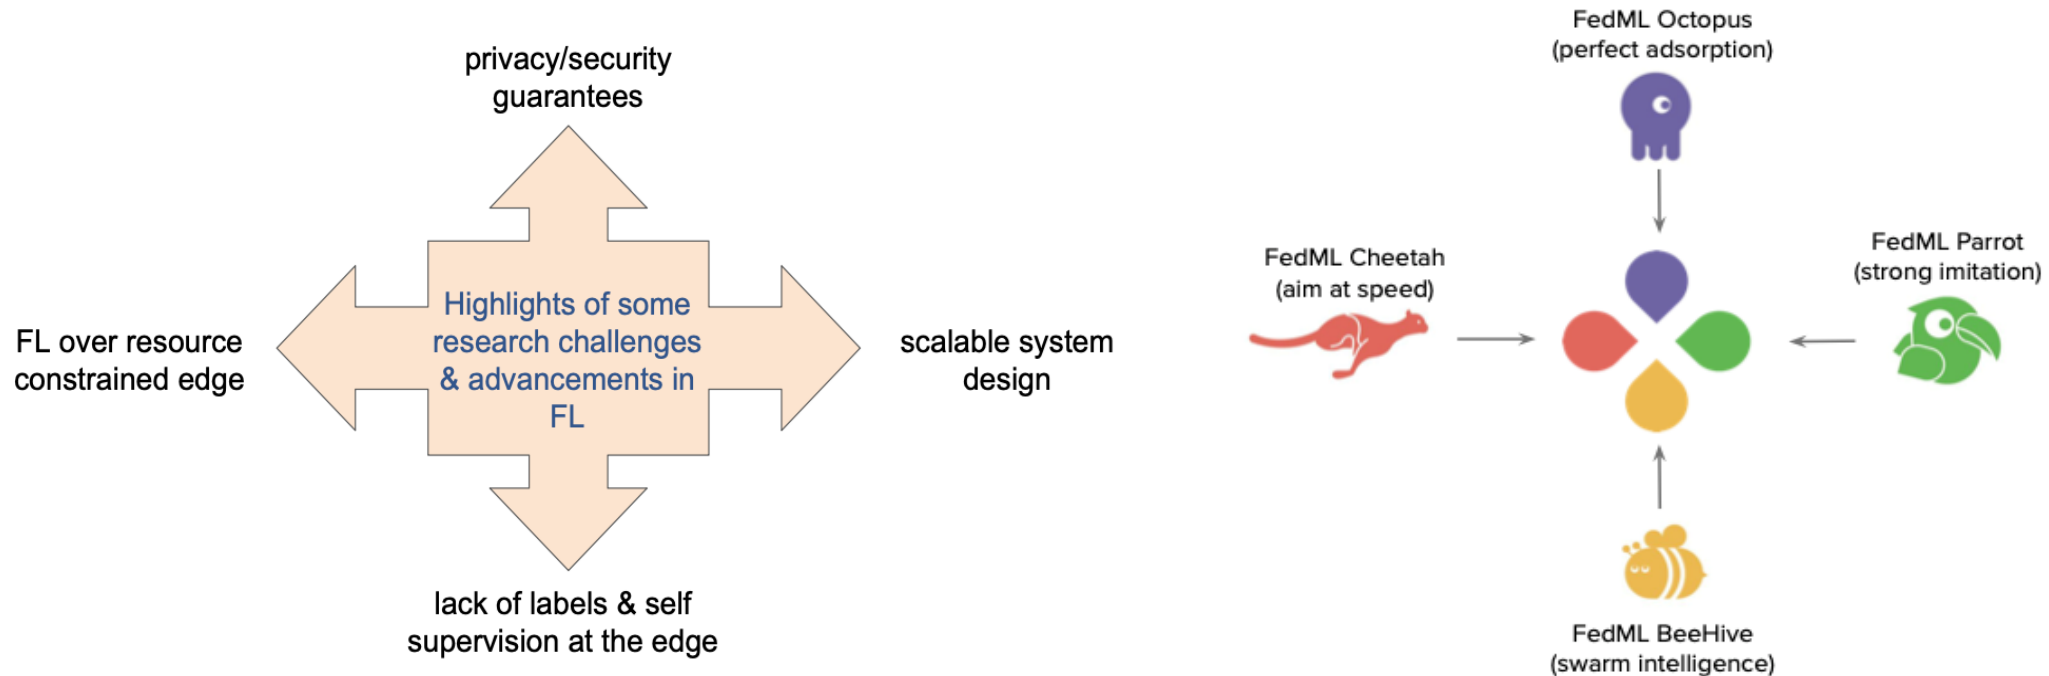 privacy/security
guarantees
FL over resource
constrained edge
Highlights of some
research challenges
& advancements in
FL
scalable system
design
lack of labels & self
supervision at the edge
FedML Octopus
(perfect adsorption)
FedML Cheetah
(aim at speed)
FedML Parrot
(strong imitation)
FedML BeeHive
(swarm intelligence)